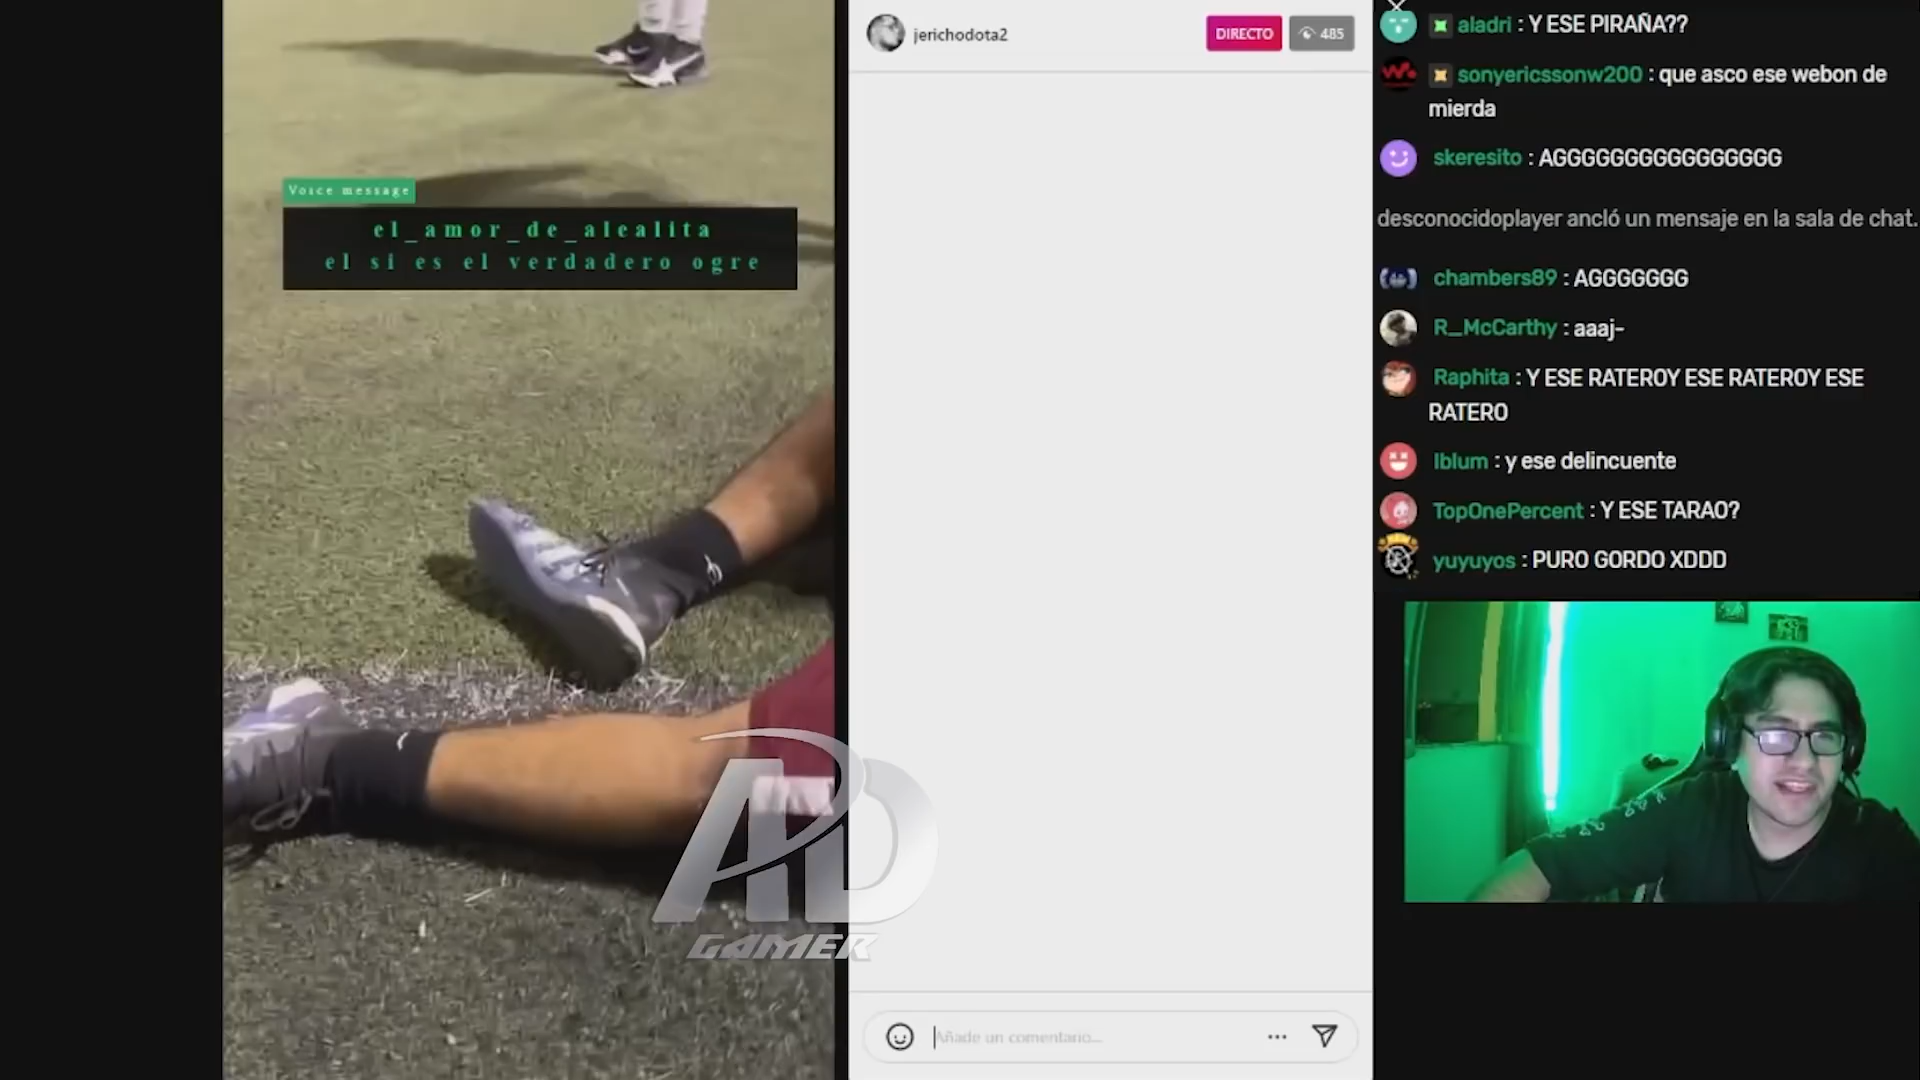 Voice message
el_amor_de_alealita
el si es el verdadero ogre
AD
GAMER
jerichodota2
DIRECTO
485
Añade un comentario...
aladri : Y ESE PIRAÑA??
sonyericssonw200 : que asco ese webon de
mierda
skeresito : AGGGGGGGGGGGGGGGGG
desconocidoplayer ancló un mensaje en la sala de chat.
chambers89 : AGGGGGGG
R_McCarthy : aaaj-
Raphita : Y ESE RATEROY ESE RATEROY ESE
RATERO
lblum : y ese delincuente
TopOnePercent : Y ESE TARAO?
yuyuyos : PURO GORDO XDDD